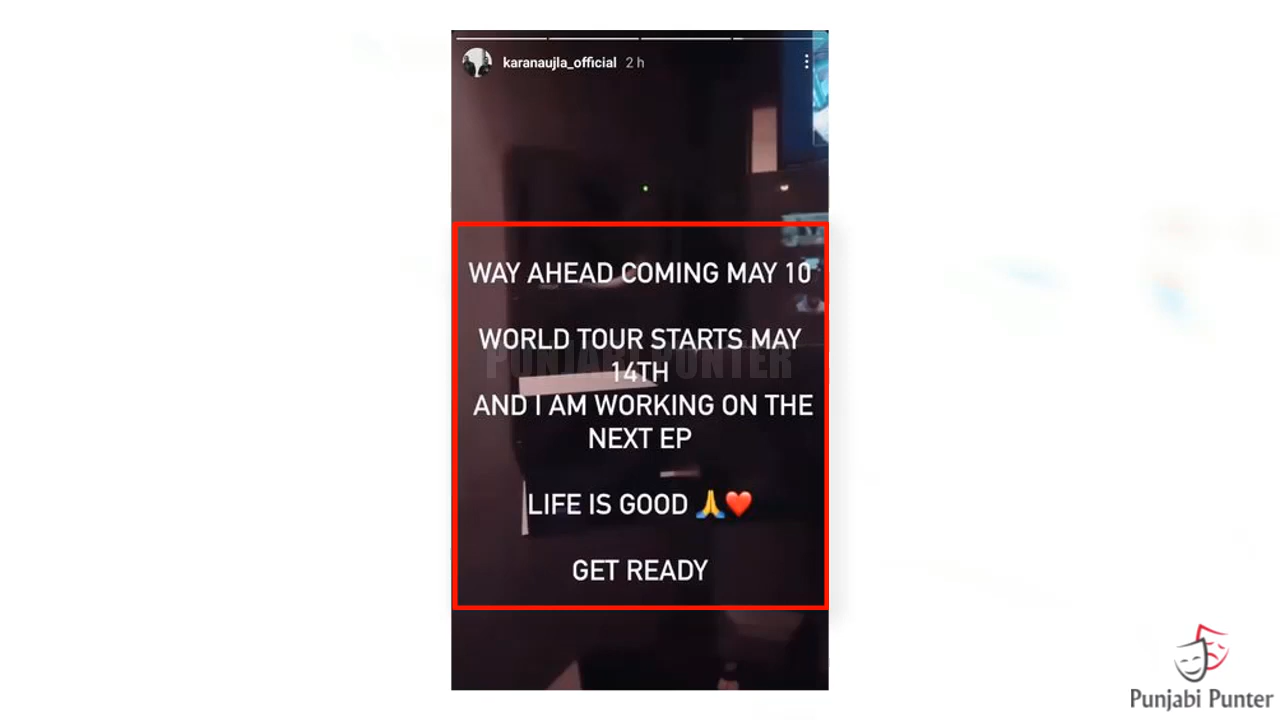 karanaujla_official 2 h
WAY AHEAD COMING MAY 10
WORLD TOUR STARTS MAY
14TH
PUNJABI PUNTER
AND I AM WORKING ON THE
NEXT EP
LIFE IS GOOD 🙏❤️
GET READY
Punjabi Punter